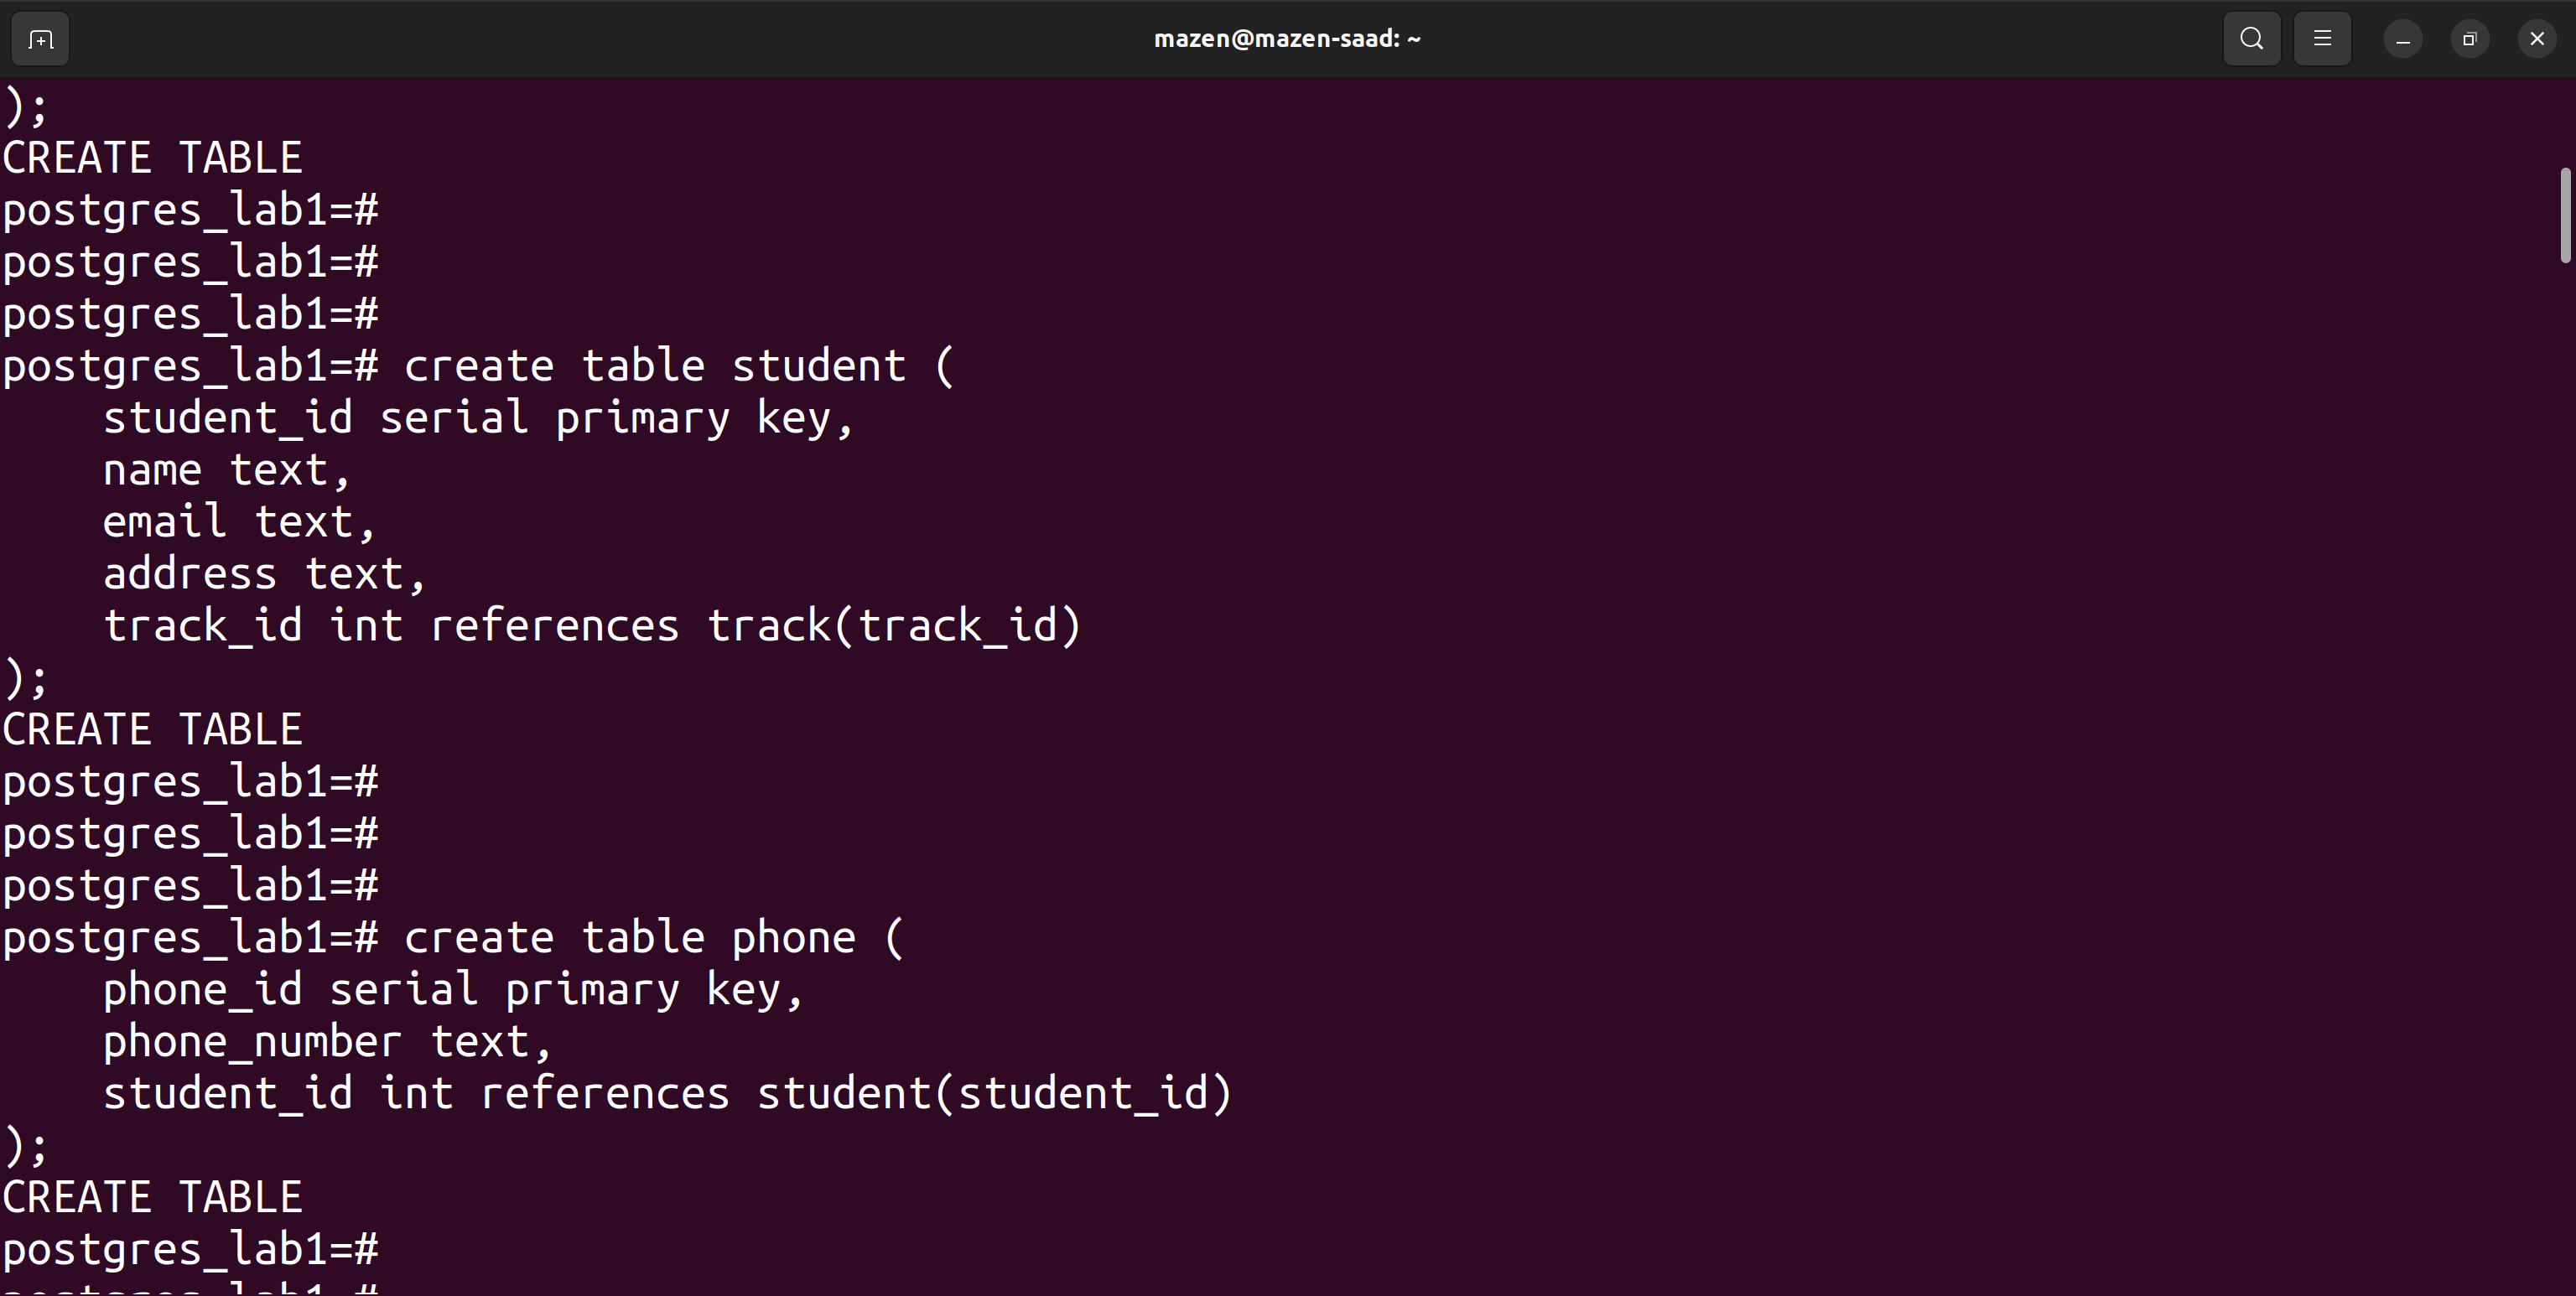 mazen@mazen-saad: ~
);
CREATE TABLE
postgres_lab1=#
postgres_lab1=#
postgres_lab1=#
postgres_lab1=# create table student (
    student_id serial primary key,
    name text,
    email text,
    address text,
    track_id int references track(track_id)
);
CREATE TABLE
postgres_lab1=#
postgres_lab1=#
postgres_lab1=#
postgres_lab1=# create table phone (
    phone_id serial primary key,
    phone_number text,
    student_id int references student(student_id)
);
CREATE TABLE
postgres_lab1=#
postgres_lab1=#